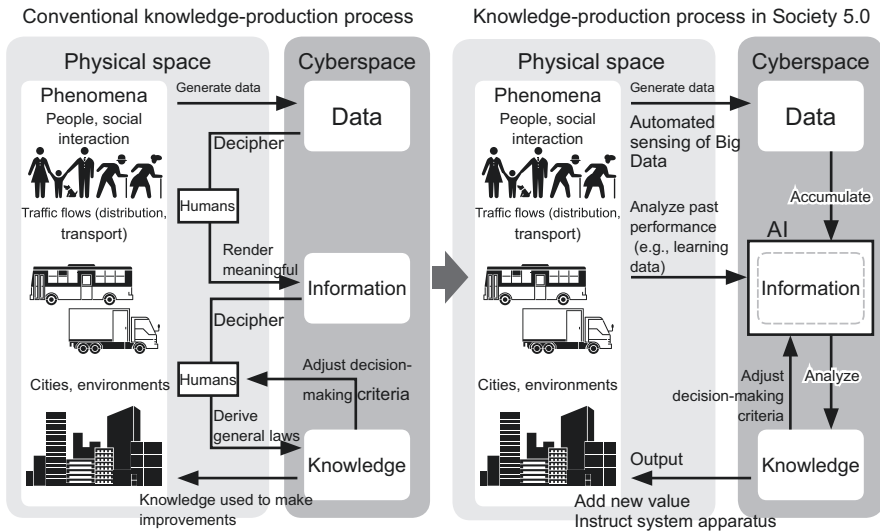 Conventional knowledge-production process
Physical space
Cyberspace
Phenomena
People, social
interaction
Traffic flows (distribution,
transport)
Cities, environments
Generate data
Data
Decipher
Humans
Render
meaningful
Information
Decipher
Humans
Adjust decision-
making criteria
Derive
general laws
Knowledge
Knowledge used to make
improvements
Knowledge-production process in Society 5.0
Physical space
Cyberspace
Phenomena
People, social
interaction
Traffic flows (distribution,
transport)
Cities, environments
Generate data
Automated
sensing of Big
Data
Data
Accumulate
Analyze past
performance
(e.g., learning
data)
AI
Information
Adjust
decision-making
criteria
Analyze
Knowledge
Output
Add new value
Instruct system apparatus